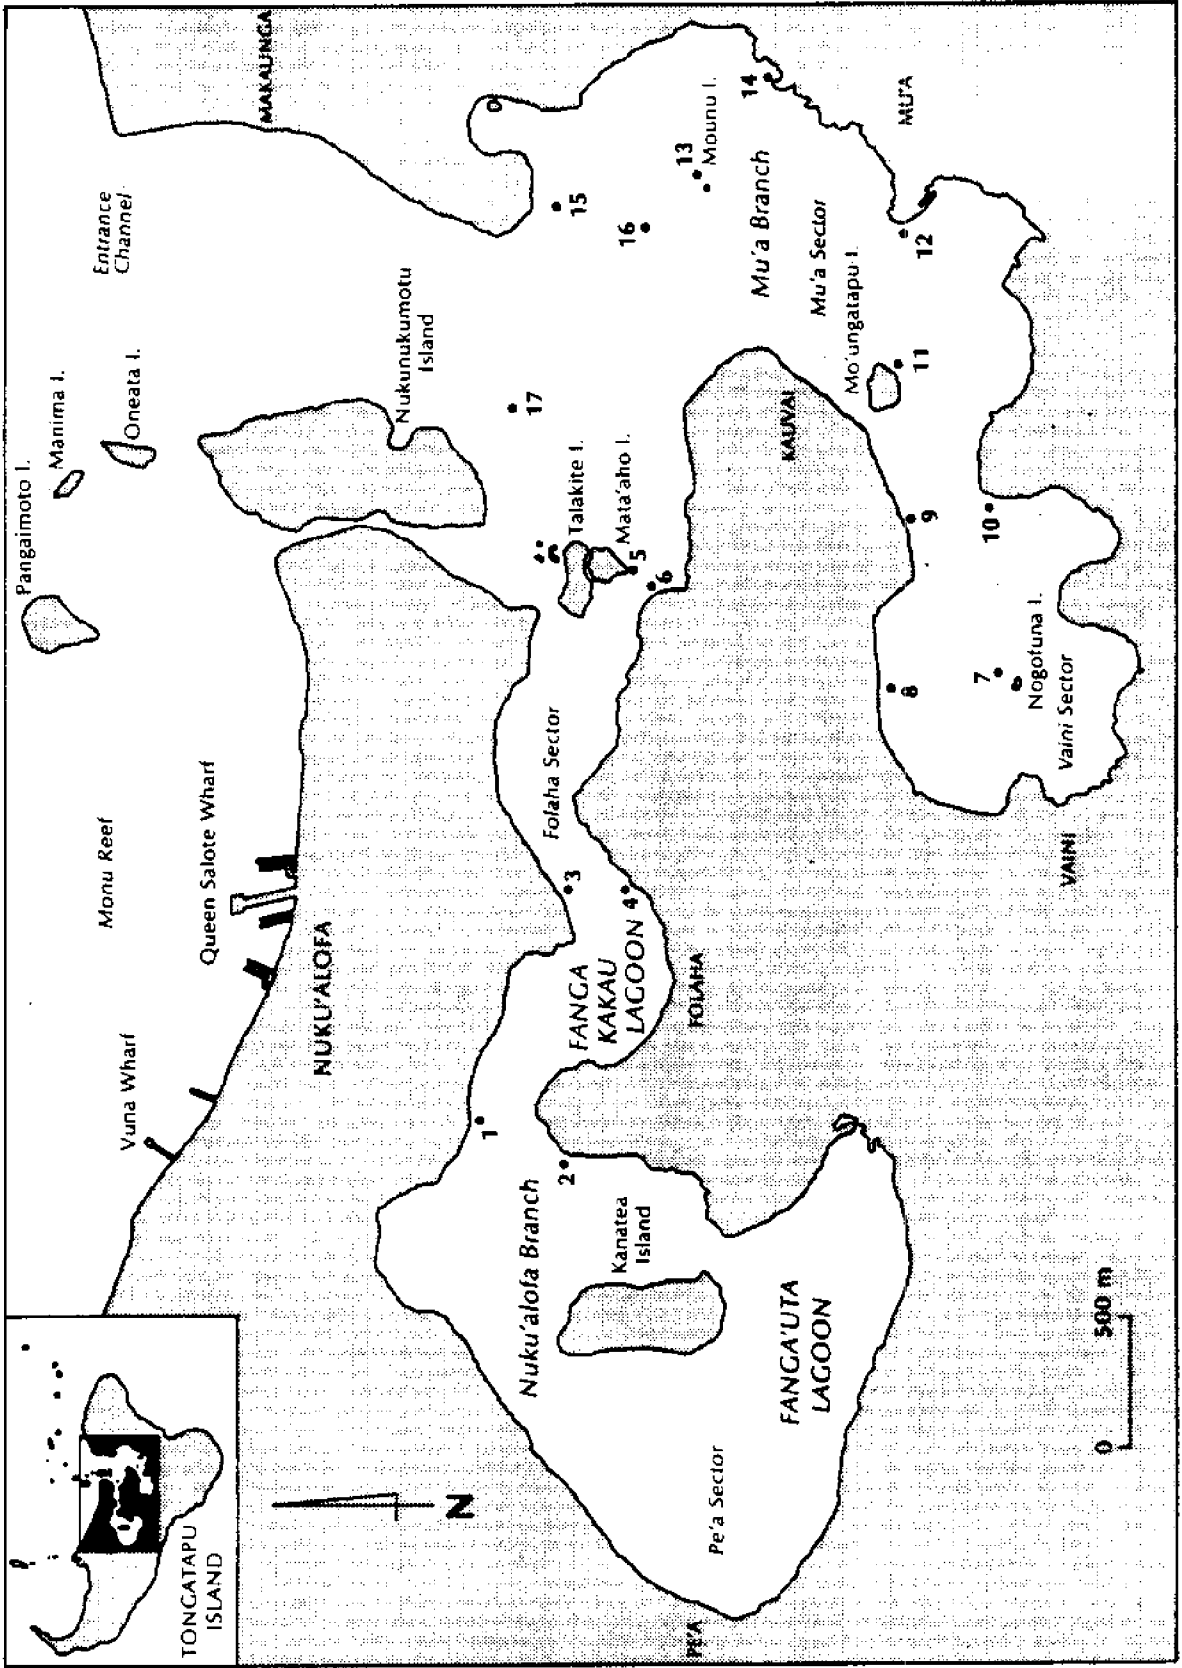 TONGATAPU
ISLAND
N
Vuna Wharf
Queen Salote Wharf
Monu Reef
Pangaimoto I.
Manima I.
Oneata I.
Entrance
Channel
MAKAUNGA
NUKU'ALOFA
Nukunukumotu
Island
1
2
3
4
5
6
7
8
9
10
11
12
13
14
15
16
17
Nuku'alofa Branch
Kanatea
Island
FANGA
KAKAU
LAGOON
Folaha Sector
FOLAHA
Talakite I.
Mata'aho I.
Mounu I.
Mu'a Branch
Mu'a Sector
Mo'ungatapu I.
MU'A
KAUVAI
Nogofuna I.
Vaini Sector
VAINI
FANGA'UTA
LAGOON
Pe'a Sector
PE'A
0 500 m